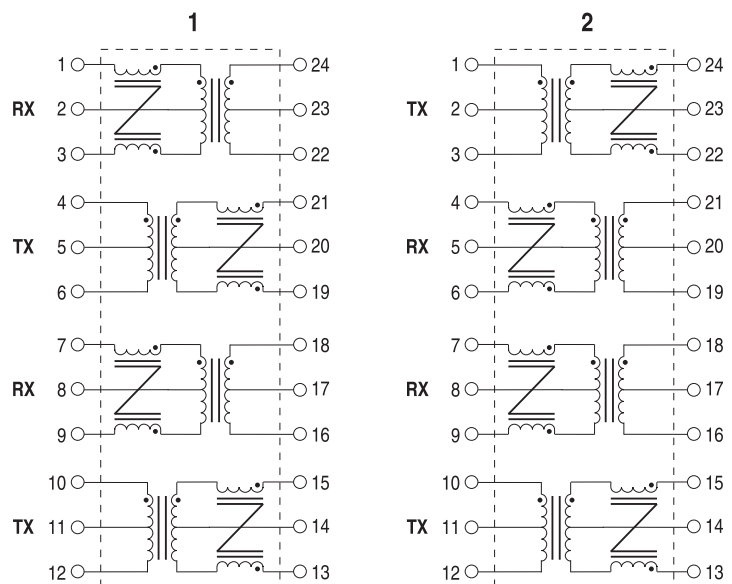 1 2
1 24 1 24
RX 2 23 TX 2 23
3 22 3 22
4 21 4 21
TX 5 20 RX 5 20
6 19 6 19
7 18 7 18
RX 8 17 RX 8 17
9 16 9 16
10 15 10 15
TX 11 14 TX 11 14
12 13 12 13